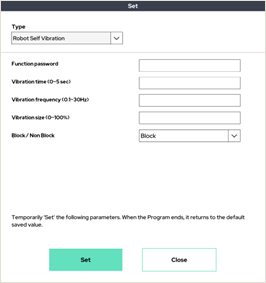 Set
Type
Robot Self Vibration
Function password
Vibration time (0~5 sec)
Vibration frequency (0.1~30Hz)
Vibration size (0~100%)
Block / Non Block
Block
Temporarily 'Set' the following parameters. When the Program ends, it returns to the default
saved value.
Set
Close